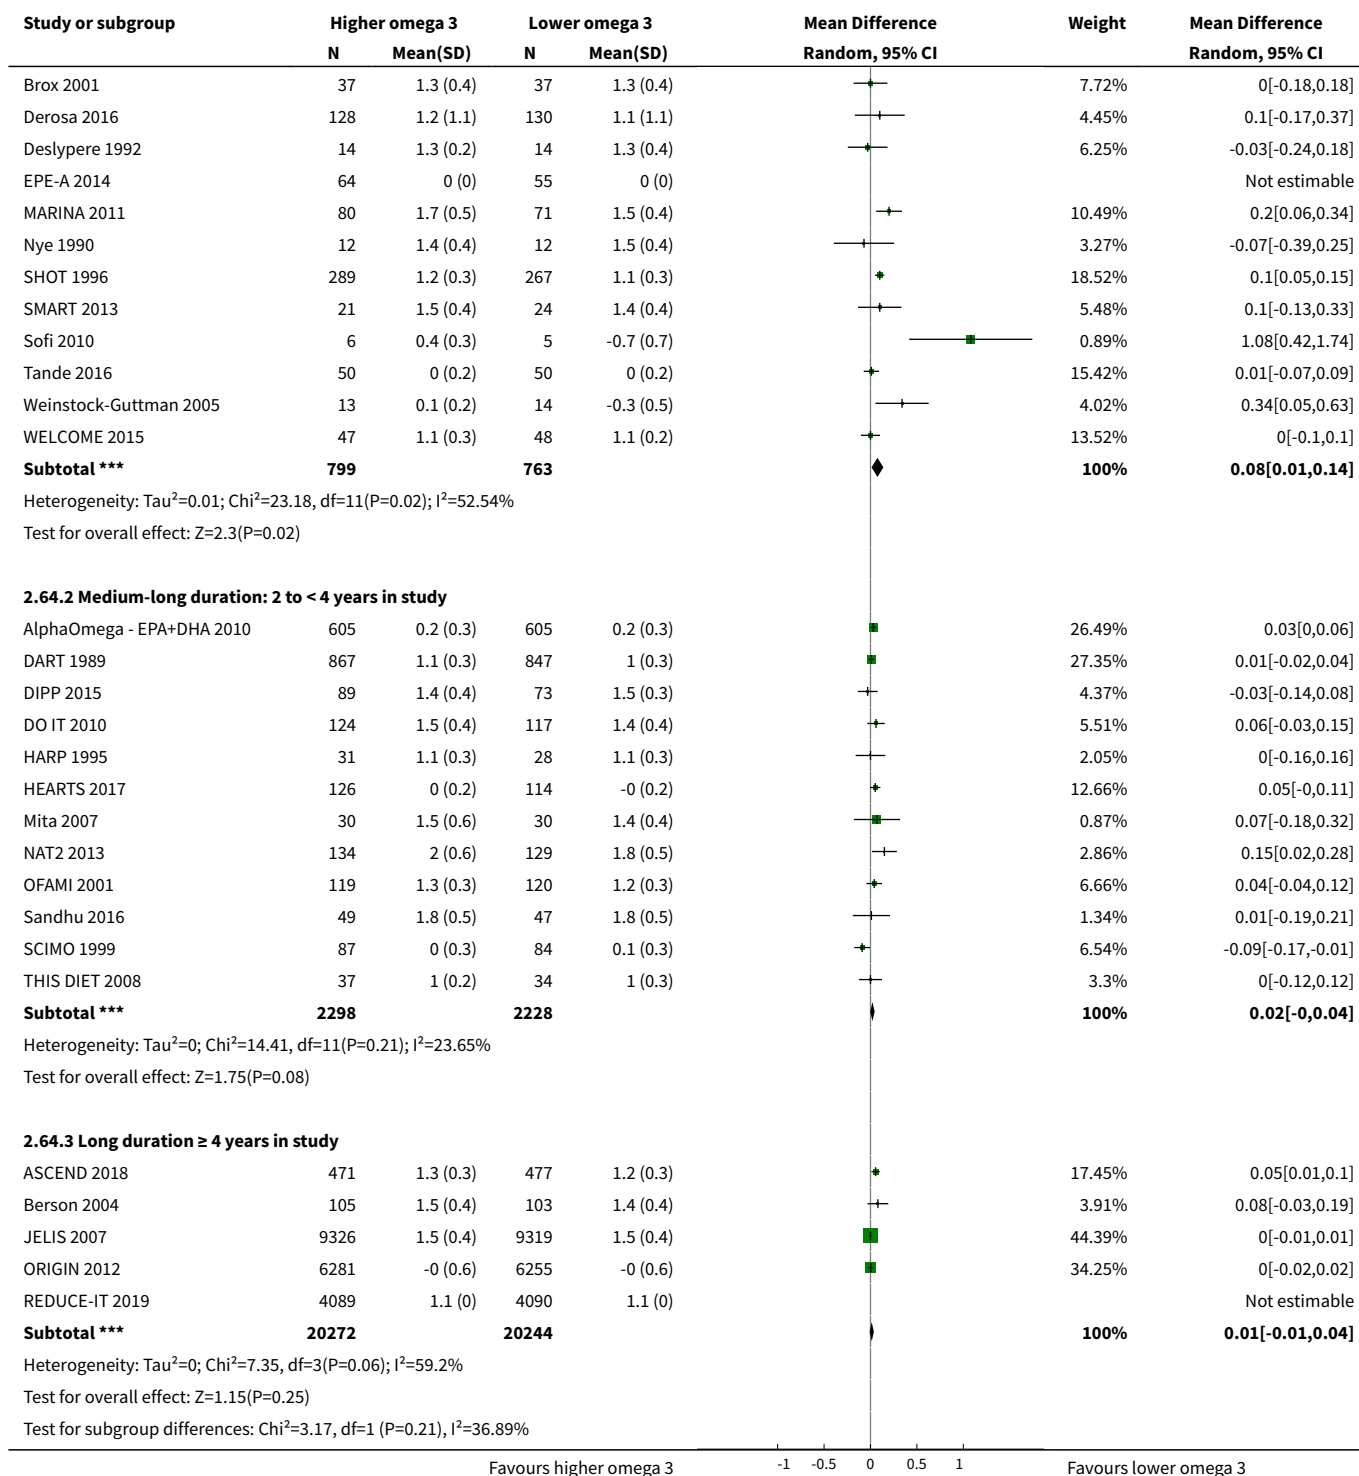 Study or subgroup Higher omega 3 Lower omega 3 Mean Difference Weight Mean Difference
N Mean(SD) N Mean(SD) Random, 95% CI Random, 95% CI
Brox 2001 37 1.3 (0.4) 37 1.3 (0.4) 7.72% 0[-0.18,0.18]
Derosa 2016 128 1.2 (1.1) 130 1.1 (1.1) 4.45% 0.1[-0.17,0.37]
Deslypere 1992 14 1.3 (0.2) 14 1.3 (0.4) 6.25% -0.03[-0.24,0.18]
EPE-A 2014 64 0 (0) 55 0 (0) Not estimable
MARINA 2011 80 1.7 (0.5) 71 1.5 (0.4) 10.49% 0.2[0.06,0.34]
Nye 1990 12 1.4 (0.4) 12 1.5 (0.4) 3.27% -0.07[-0.39,0.25]
SHOT 1996 289 1.2 (0.3) 267 1.1 (0.3) 18.52% 0.1[0.05,0.15]
SMART 2013 21 1.5 (0.4) 24 1.4 (0.4) 5.48% 0.1[-0.13,0.33]
Sofi 2010 6 0.4 (0.3) 5 -0.7 (0.7) 0.89% 1.08[0.42,1.74]
Tande 2016 50 0 (0.2) 50 0 (0.2) 15.42% 0.01[-0.07,0.09]
Weinstock-Guttman 2005 13 0.1 (0.2) 14 -0.3 (0.5) 4.02% 0.34[0.05,0.63]
WELCOME 2015 47 1.1 (0.3) 48 1.1 (0.2) 13.52% 0[-0.1,0.1]
Subtotal *** 799 763 100% 0.08[0.01,0.14]
Heterogeneity: Tau²=0.01; Chi²=23.18, df=11(P=0.02); I²=52.54%
Test for overall effect: Z=2.3(P=0.02)
2.64.2 Medium-long duration: 2 to < 4 years in study
AlphaOmega - EPA+DHA 2010 605 0.2 (0.3) 605 0.2 (0.3) 26.49% 0.03[0,0.06]
DART 1989 867 1.1 (0.3) 847 1 (0.3) 27.35% 0.01[-0.02,0.04]
DIPP 2015 89 1.4 (0.4) 73 1.5 (0.3) 4.37% -0.03[-0.14,0.08]
DO IT 2010 124 1.5 (0.4) 117 1.4 (0.4) 5.51% 0.06[-0.03,0.15]
HARP 1995 31 1.1 (0.3) 28 1.1 (0.3) 2.05% 0[-0.16,0.16]
HEARTS 2017 126 0 (0.2) 114 -0 (0.2) 12.66% 0.05[-0,0.11]
Mita 2007 30 1.5 (0.6) 30 1.4 (0.4) 0.87% 0.07[-0.18,0.32]
NAT2 2013 134 2 (0.6) 129 1.8 (0.5) 2.86% 0.15[0.02,0.28]
OFAMI 2001 119 1.3 (0.3) 120 1.2 (0.3) 6.66% 0.04[-0.04,0.12]
Sandhu 2016 49 1.8 (0.5) 47 1.8 (0.5) 1.34% 0.01[-0.19,0.21]
SCIMO 1999 87 0 (0.3) 84 0.1 (0.3) 6.54% -0.09[-0.17,-0.01]
THIS DIET 2008 37 1 (0.2) 34 1 (0.3) 3.3% 0[-0.12,0.12]
Subtotal *** 2298 2228 100% 0.02[-0,0.04]
Heterogeneity: Tau²=0; Chi²=14.41, df=11(P=0.21); I²=23.65%
Test for overall effect: Z=1.75(P=0.08)
2.64.3 Long duration ≥ 4 years in study
ASCEND 2018 471 1.3 (0.3) 477 1.2 (0.3) 17.45% 0.05[0.01,0.1]
Berson 2004 105 1.5 (0.4) 103 1.4 (0.4) 3.91% 0.08[-0.03,0.19]
JELIS 2007 9326 1.5 (0.4) 9319 1.5 (0.4) 44.39% 0[-0.01,0.01]
ORIGIN 2012 6281 -0 (0.6) 6255 -0 (0.6) 34.25% 0[-0.02,0.02]
REDUCE-IT 2019 4089 1.1 (0) 4090 1.1 (0) Not estimable
Subtotal *** 20272 20244 100% 0.01[-0.01,0.04]
Heterogeneity: Tau²=0; Chi²=7.35, df=3(P=0.06); I²=59.2%
Test for overall effect: Z=1.15(P=0.25)
Test for subgroup differences: Chi²=3.17, df=1 (P=0.21), I²=36.89%
Favours higher omega 3 -1 -0.5 0 0.5 1 Favours lower omega 3